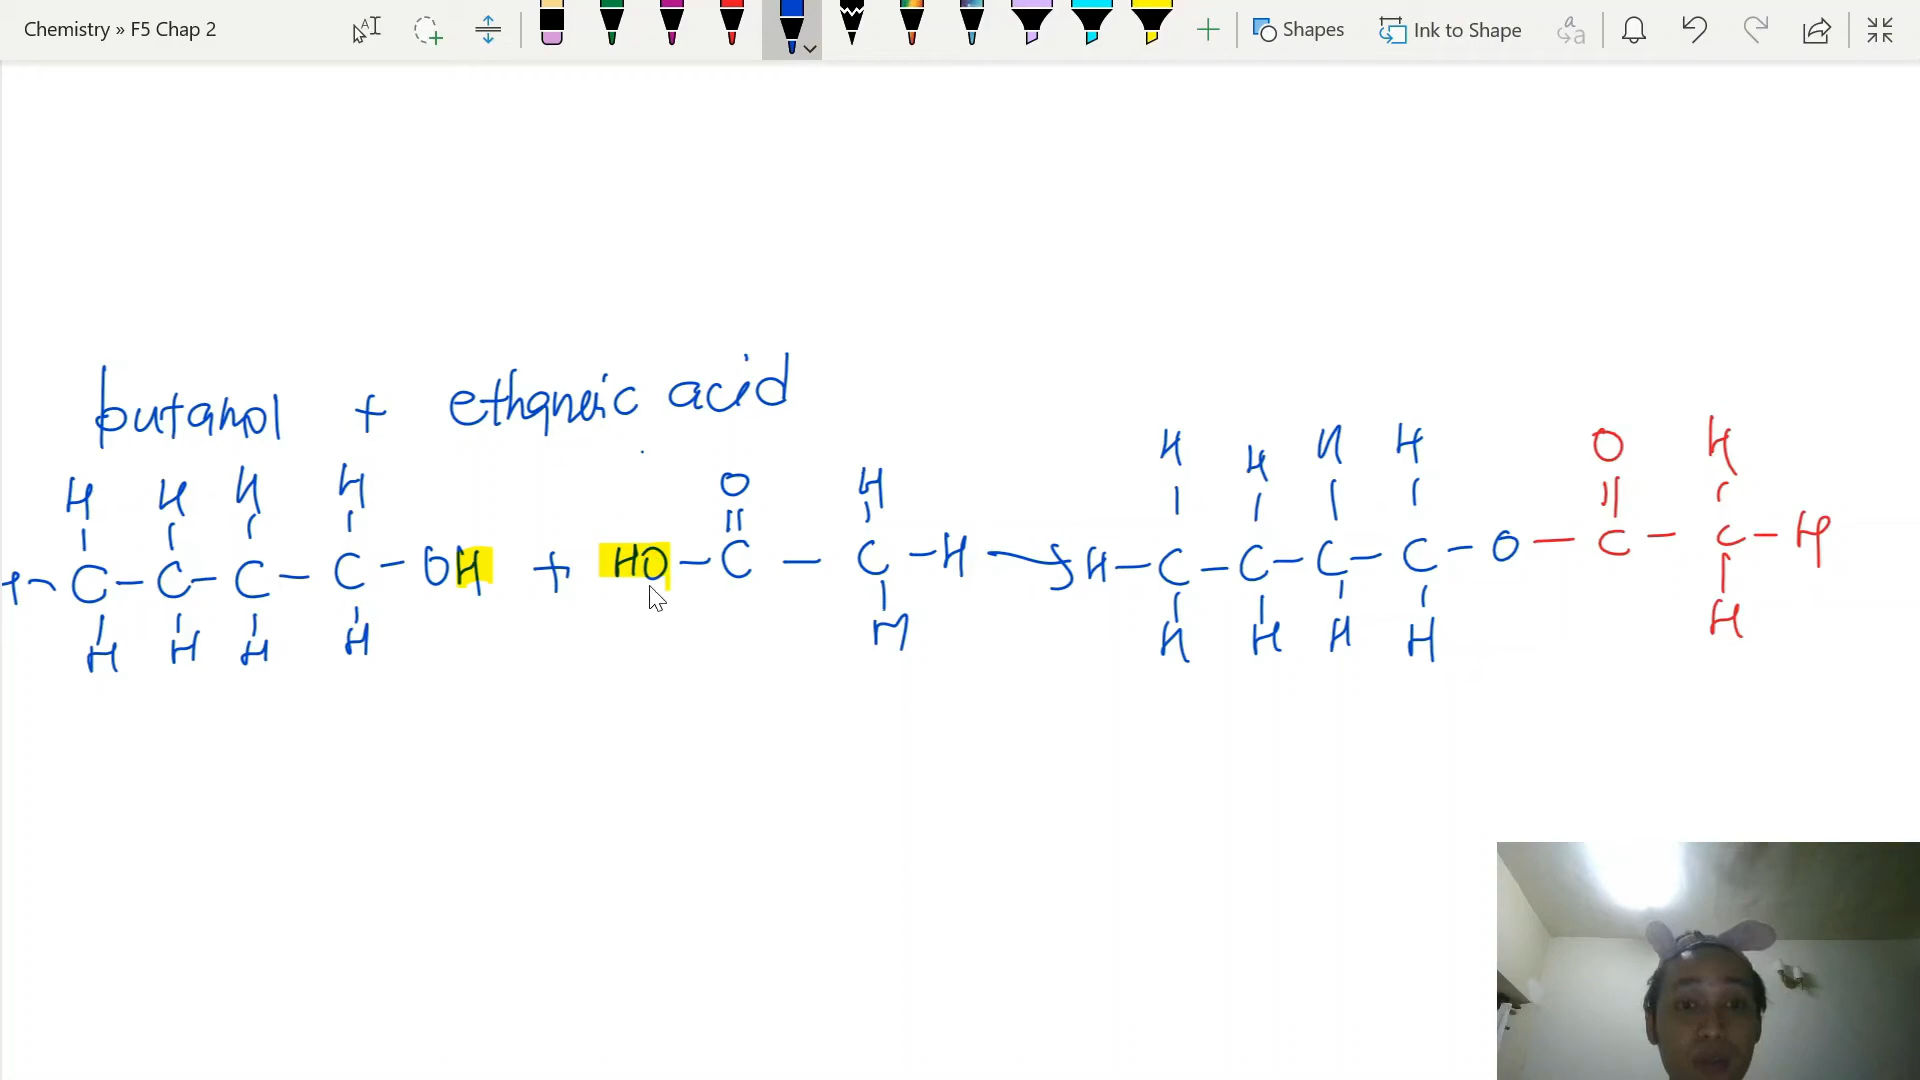 Chemistry » F5 Chap 2
Shapes
Ink to Shape
butanol + ethanoic acid
H H H H O H H H H H O H
C - C - C - C - OH + HO - C - C - H → H - C - C - C - C - O - C - C - H
H H H H H H H H H H